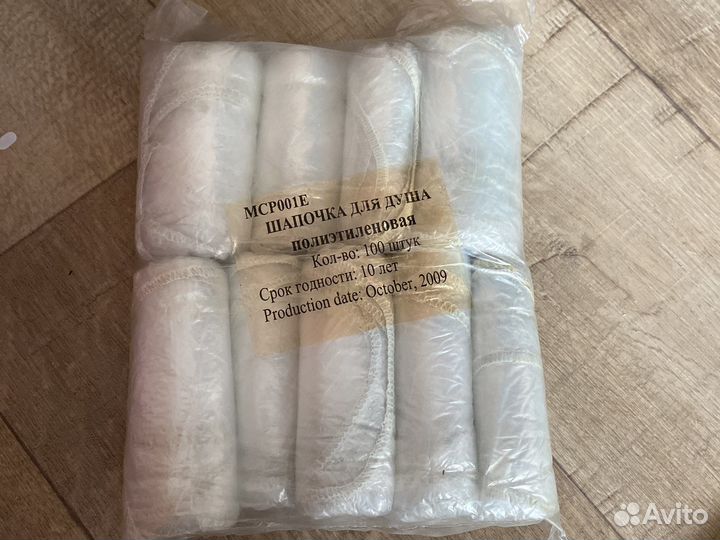 MCP001E
ШАПОЧКА ДЛЯ ДУША
полиэтиленовая
Кол-во: 100 штук
Срок годности: 10 лет
Production date: October, 2009
Avito